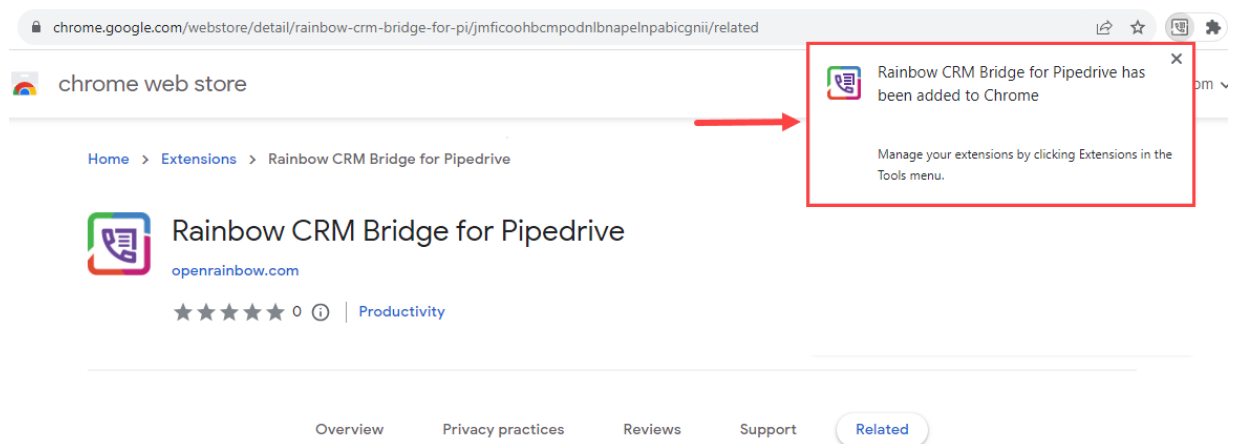 chrome.google.com/webstore/detail/rainbow-crm-bridge-for-pi/jmficoohbcmpodnlbnapelnpabicgnii/related
chrome web store
Rainbow CRM Bridge for Pipedrive has
been added to Chrome
om
Manage your extensions by clicking Extensions in the
Tools menu.
Home > Extensions > Rainbow CRM Bridge for Pipedrive
Rainbow CRM Bridge for Pipedrive
openrainbow.com
0
Productivity
Overview Privacy practices Reviews Support Related